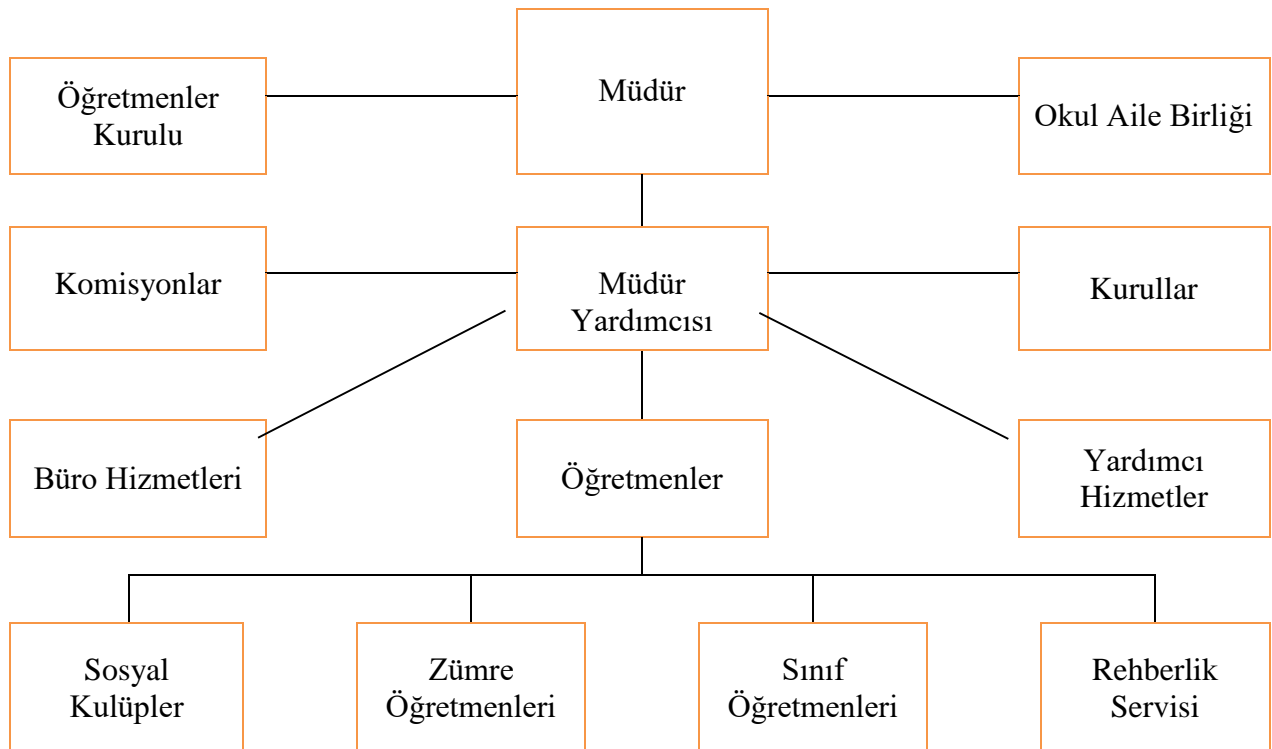 Öğretmenler
Kurulu
Müdür
Okul Aile Birliği
Komisyonlar
Müdür
Yardımcısı
Kurullar
Büro Hizmetleri
Öğretmenler
Yardımcı
Hizmetler
Sosyal
Kulüpler
Zümre
Öğretmenleri
Sınıf
Öğretmenleri
Rehberlik
Servisi